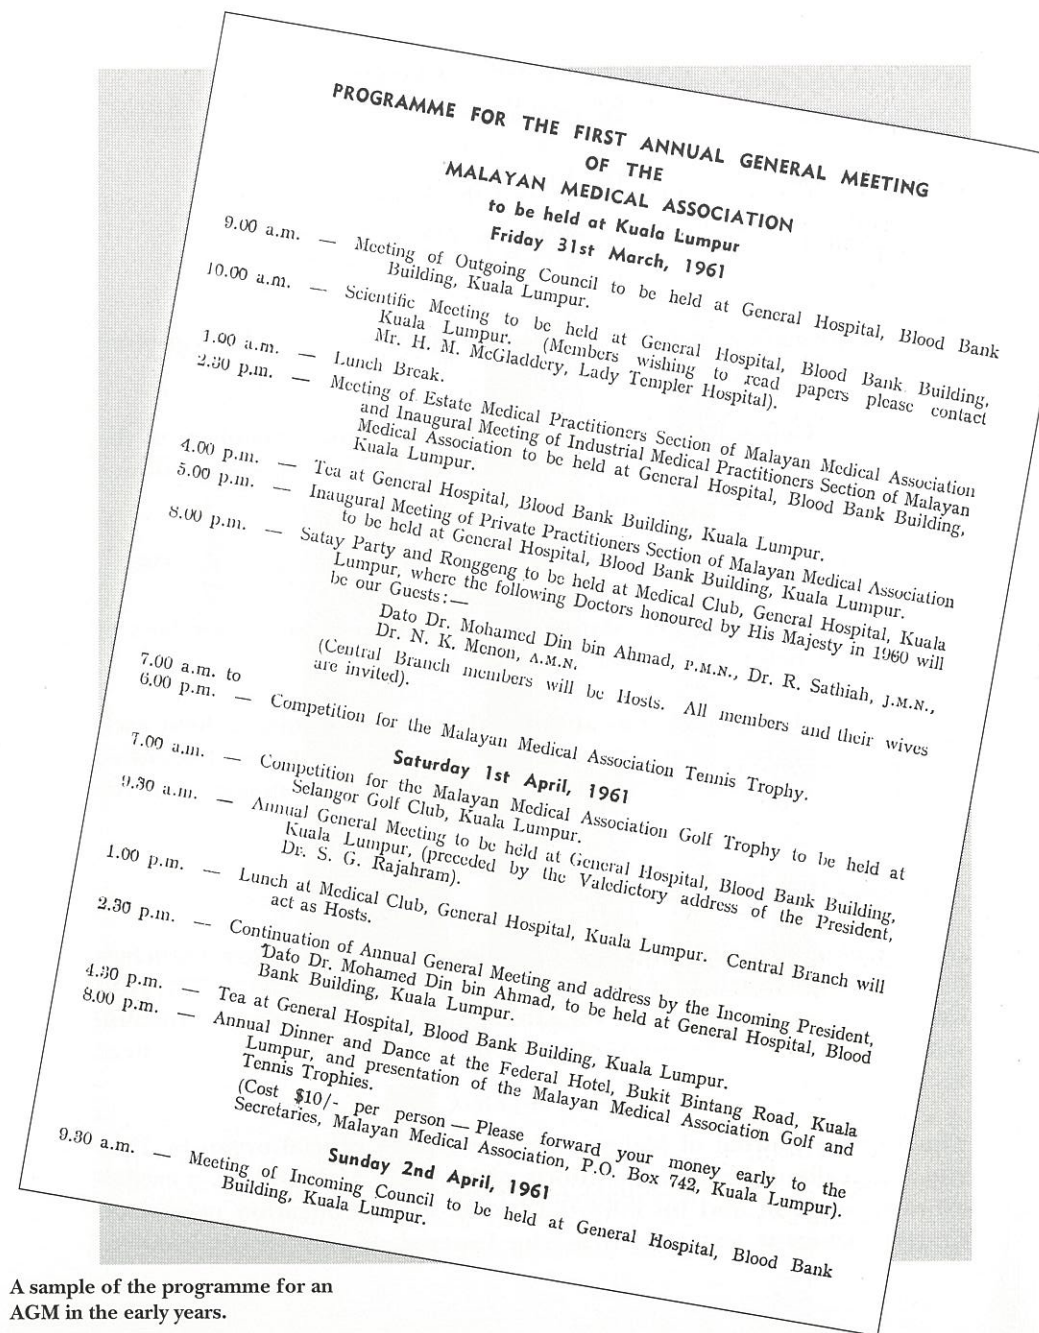 PROGRAMME FOR THE FIRST ANNUAL GENERAL MEETING
OF THE
MALAYAN MEDICAL ASSOCIATION
to be held at Kuala Lumpur
Friday 31st March, 1961
9.00 a.m. — Meeting of Outgoing Council to be held at General Hospital, Blood Bank
Building, Kuala Lumpur.
10.00 a.m. — Scientific Meeting to be held at General Hospital, Blood Bank Building,
Kuala Lumpur. (Members wishing to read papers please contact
Mr. H. M. McGladdery, Lady Templer Hospital).
1.00 a.m. — Lunch Break.
2.30 p.m. — Meeting of Estate Medical Practitioners Section of Malayan Medical Association
and Inaugural Meeting of Industrial Medical Practitioners Section of Malayan
Medical Association to be held at General Hospital, Blood Bank Building,
Kuala Lumpur.
4.00 p.m. — Tea at General Hospital, Blood Bank Building, Kuala Lumpur.
5.00 p.m. — Inaugural Meeting of Private Practitioners Section of Malayan Medical Association
to be held at General Hospital, Blood Bank Building, Kuala Lumpur.
8.00 p.m. — Satay Party and Ronggeng to be held at Medical Club, General Hospital, Kuala
Lumpur, where the following Doctors honoured by His Majesty in 1960 will
be our Guests:—
Dato Dr. Mohamed Din bin Ahmad, P.M.N., Dr. R. Sathiah, J.M.N.,
Dr. N. K. Menon, A.M.N.
(Central Branch members will be Hosts. All members and their wives
are invited).
7.00 a.m. to
6.00 p.m. — Competition for the Malayan Medical Association Tennis Trophy.
Saturday 1st April, 1961
7.00 a.m. — Competition for the Malayan Medical Association Golf Trophy to be held at
Selangor Golf Club, Kuala Lumpur.
9.30 a.m. — Annual General Meeting to be held at General Hospital, Blood Bank Building,
Kuala Lumpur, (preceded by the Valedictory address of the President,
Dr. S. G. Rajahram).
1.00 p.m. — Lunch at Medical Club, General Hospital, Kuala Lumpur. Central Branch will
act as Hosts.
2.30 p.m. — Continuation of Annual General Meeting and address by the Incoming President,
Dato Dr. Mohamed Din bin Ahmad, to be held at General Hospital, Blood
Bank Building, Kuala Lumpur.
4.30 p.m. — Tea at General Hospital, Blood Bank Building, Kuala Lumpur.
8.00 p.m. — Annual Dinner and Dance at the Federal Hotel, Bukit Bintang Road, Kuala
Lumpur, and presentation of the Malayan Medical Association Golf and
Tennis Trophies.
(Cost $10/- per person — Please forward your money early to the
Secretaries, Malayan Medical Association, P.O. Box 742, Kuala Lumpur).
Sunday 2nd April, 1961
9.30 a.m. — Meeting of Incoming Council to be held at General Hospital, Blood Bank
Building, Kuala Lumpur.
A sample of the programme for an
AGM in the early years.